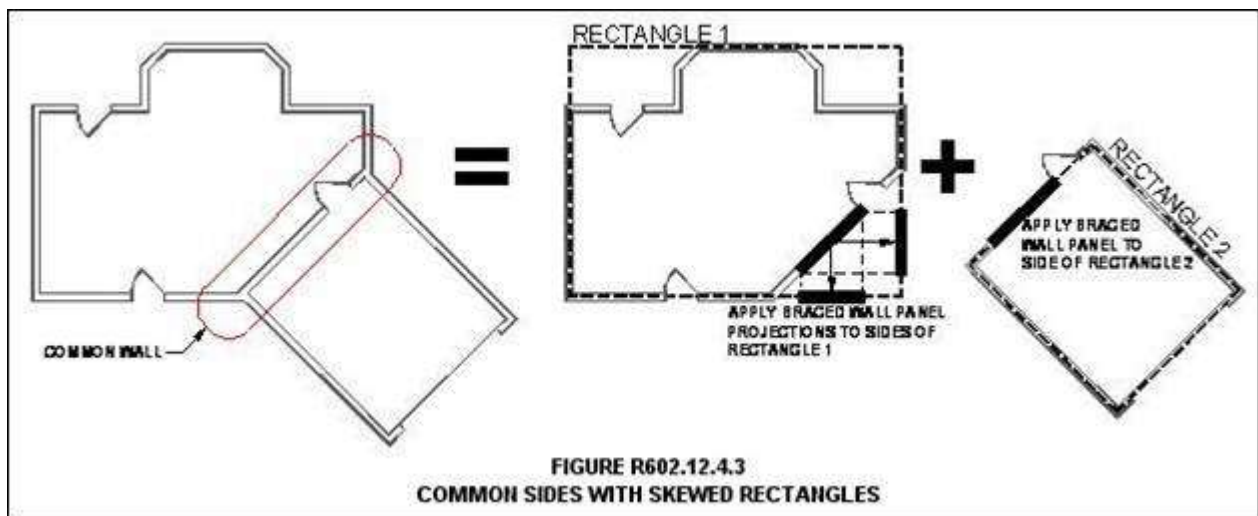 RECTANGLE 1
RECTANGLE 2
APPLY BRACED
WALL PANEL TO
SIDE OF RECTANGLE 2
APPLY BRACED WALL PANEL
PROJECTIONS TO SIDES OF
RECTANGLE 1
COMMON WALL
FIGURE R602.12.4.3
COMMON SIDES WITH SKEWED RECTANGLES